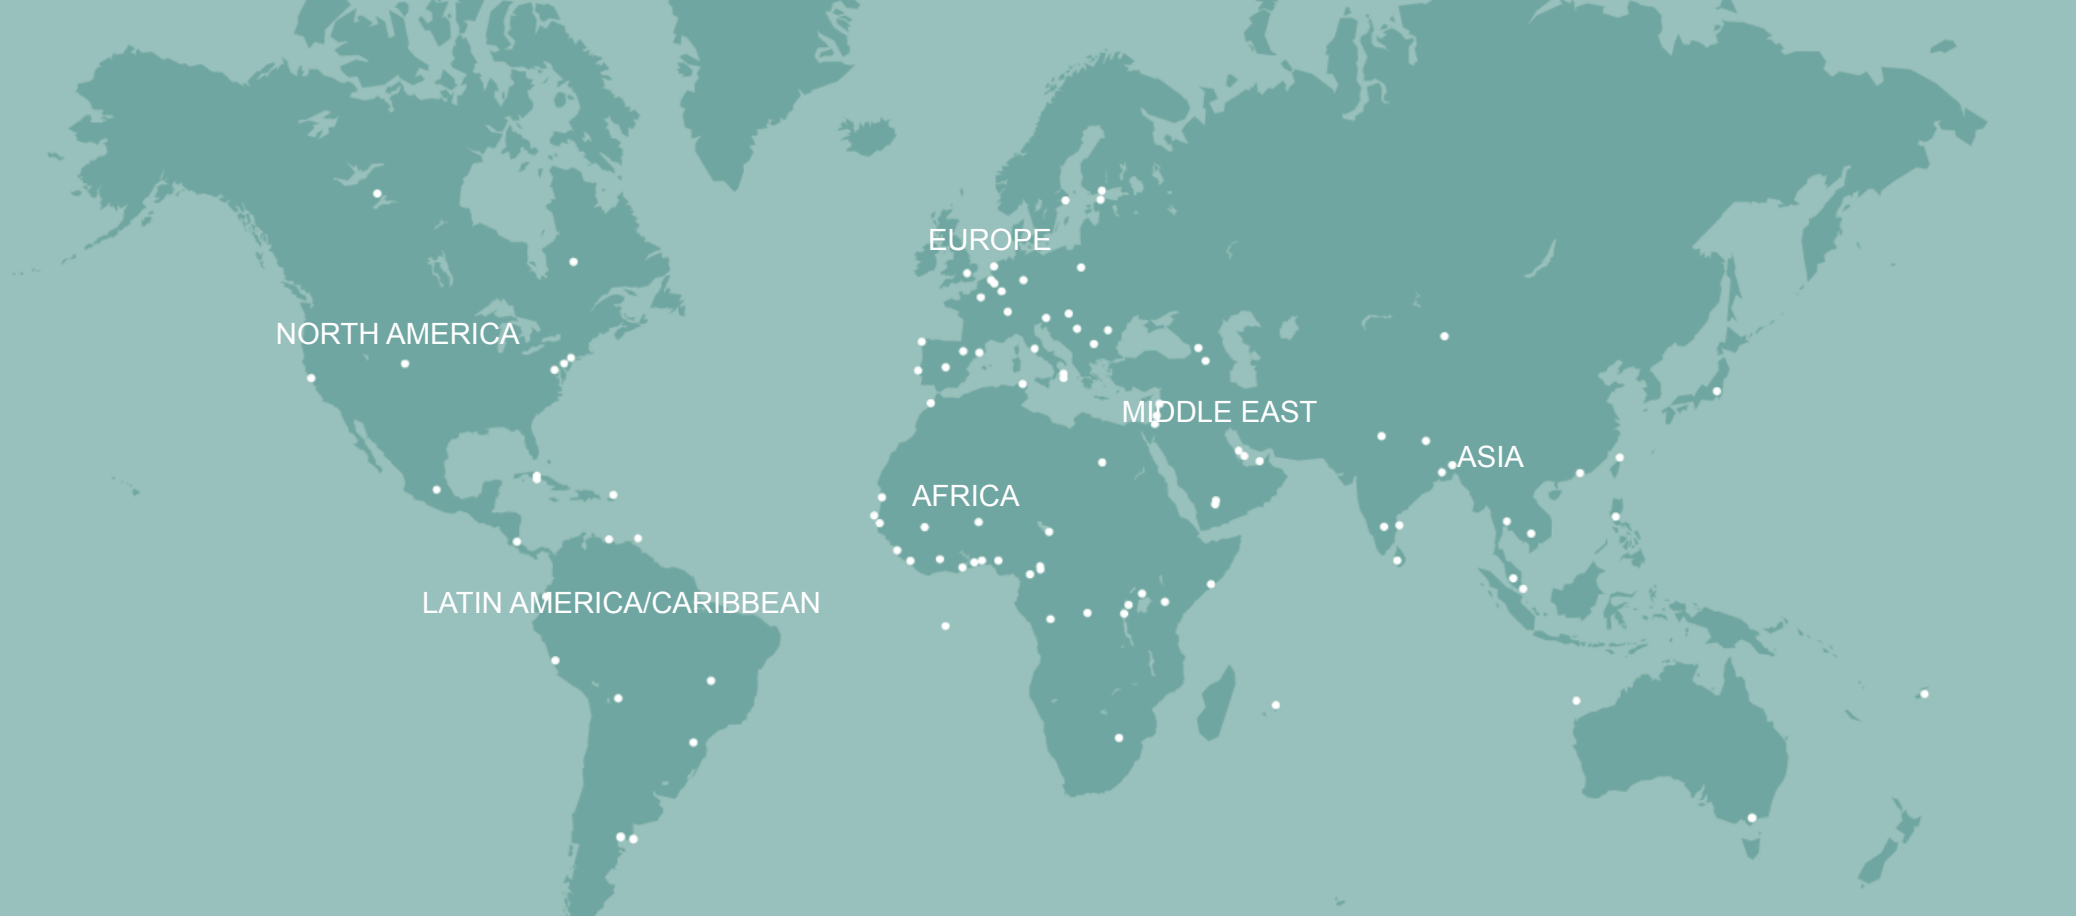 EUROPE
NORTH AMERICA
MIDDLE EAST
ASIA
AFRICA
LATIN AMERICA/CARIBBEAN